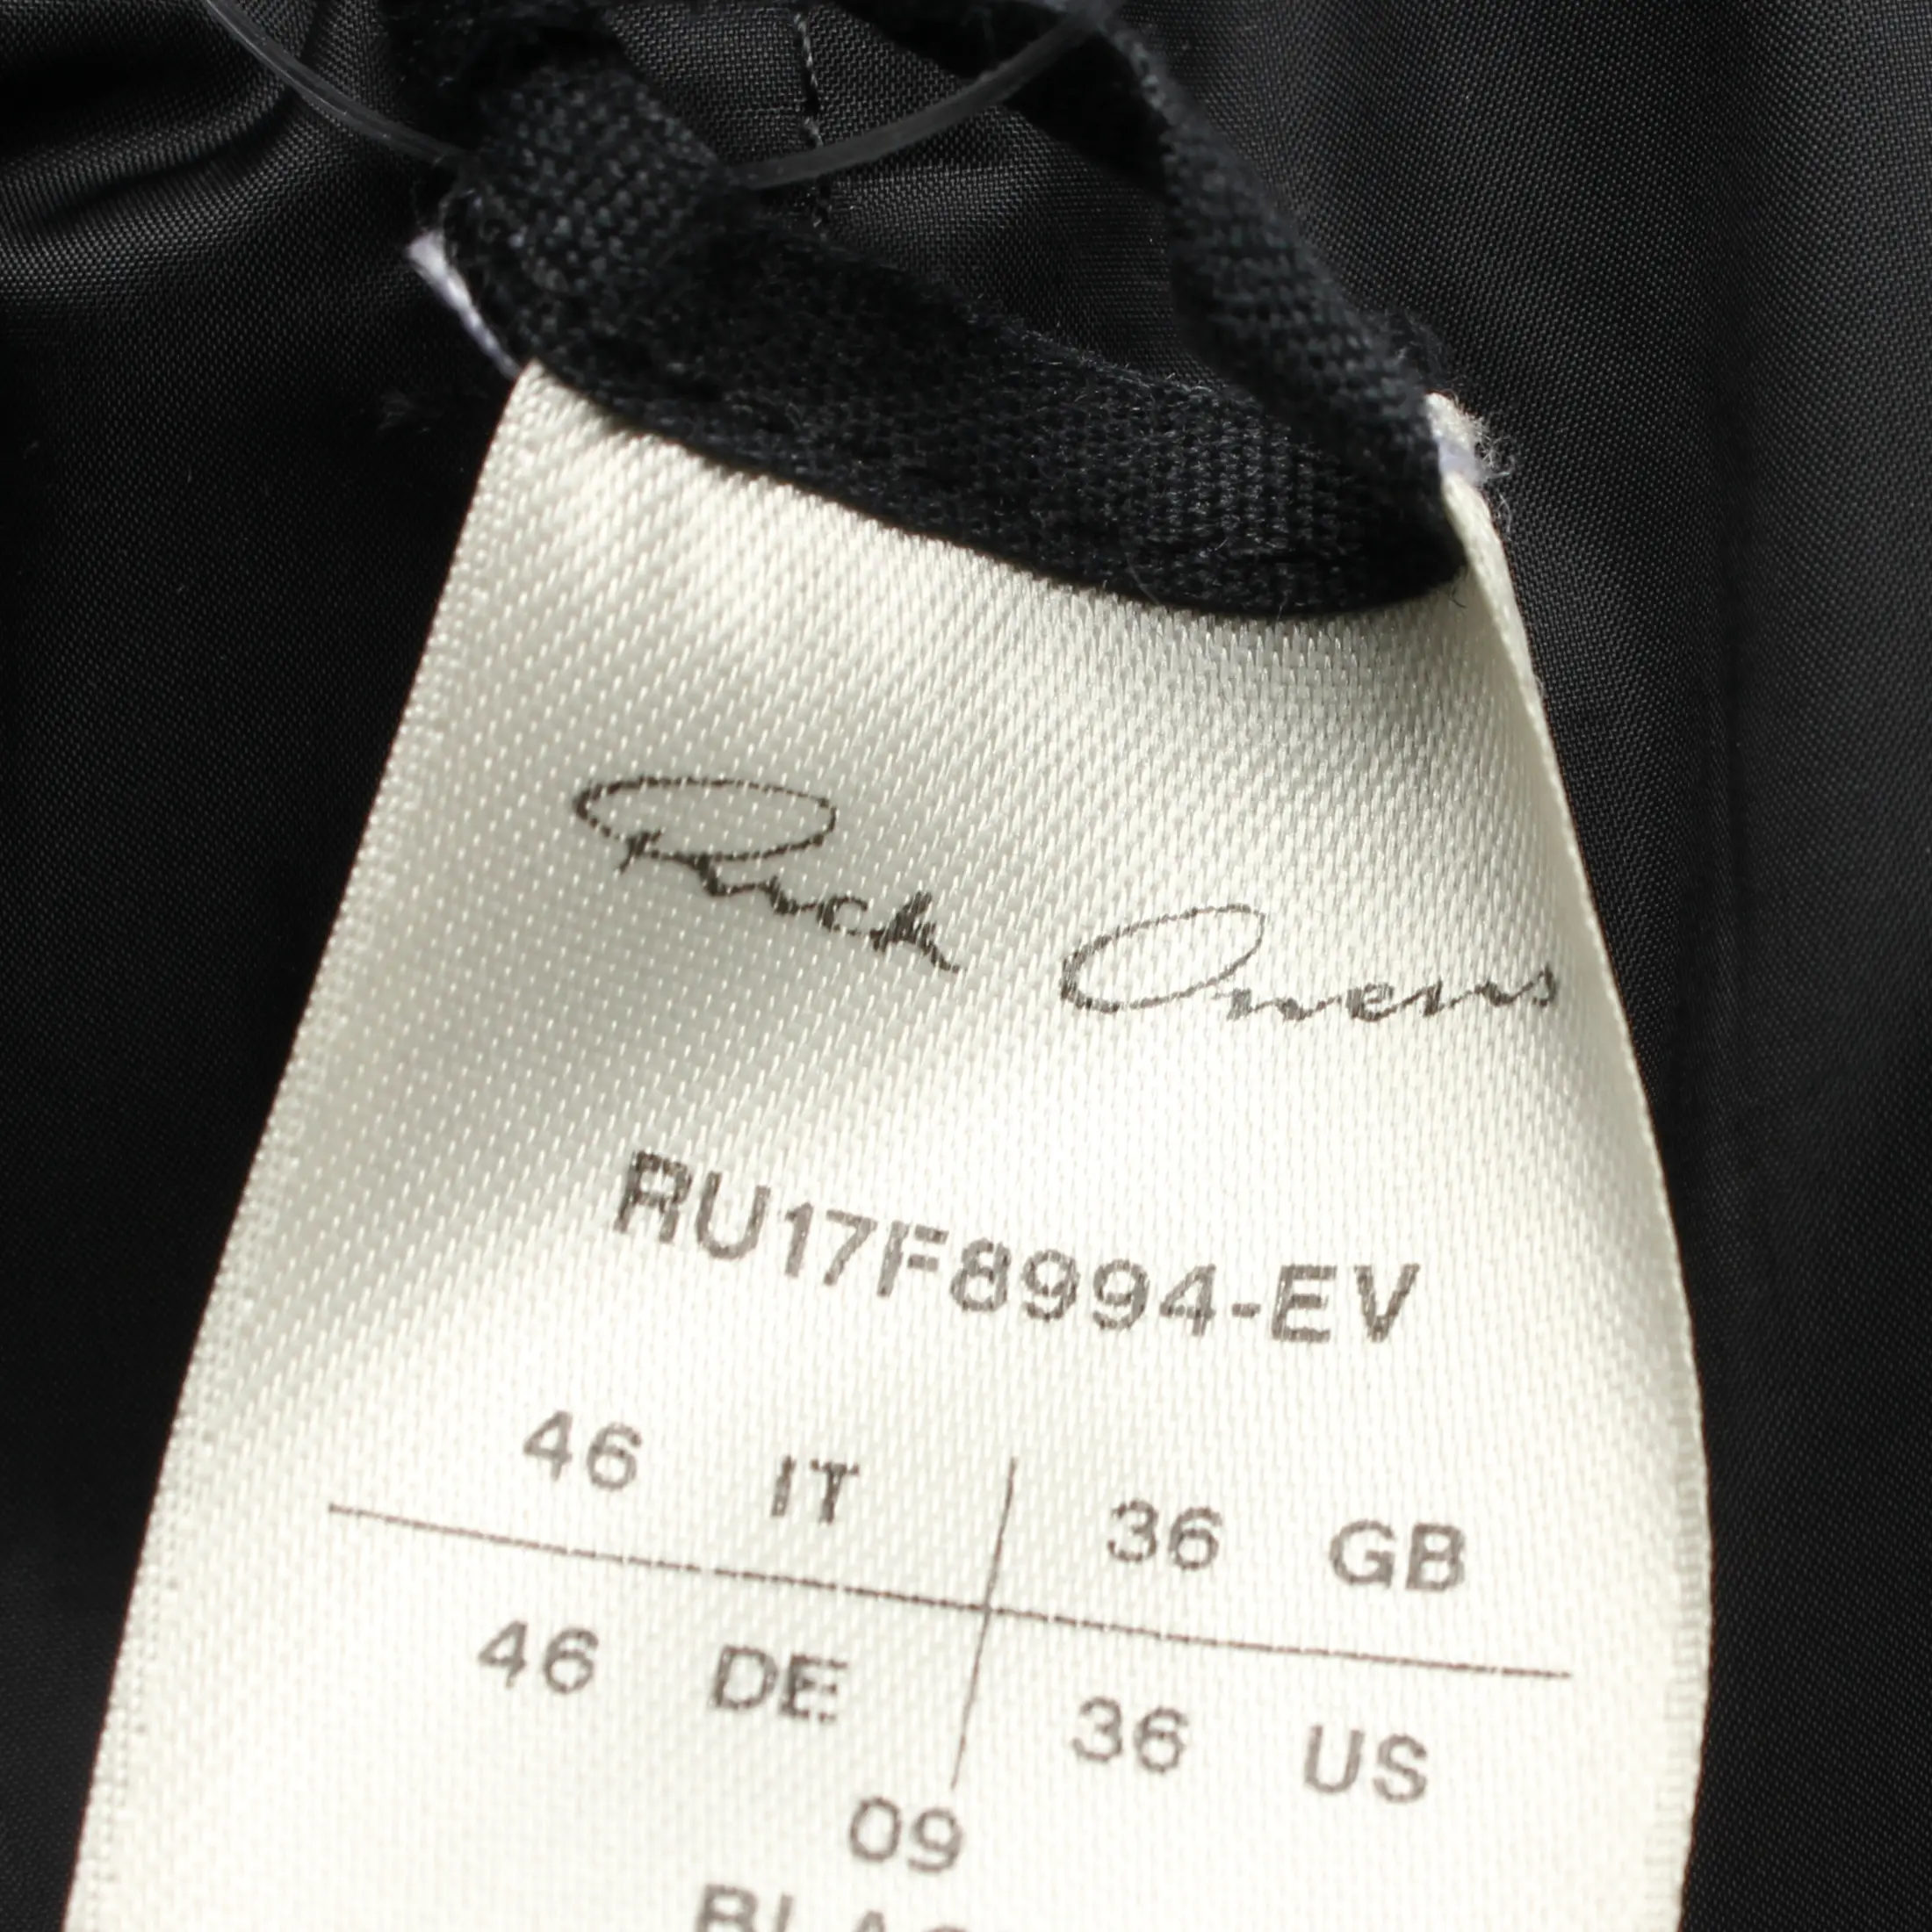 Rick Owens
RU17F8994-EV
46 IT 36 GB
46 DE 36 US
09